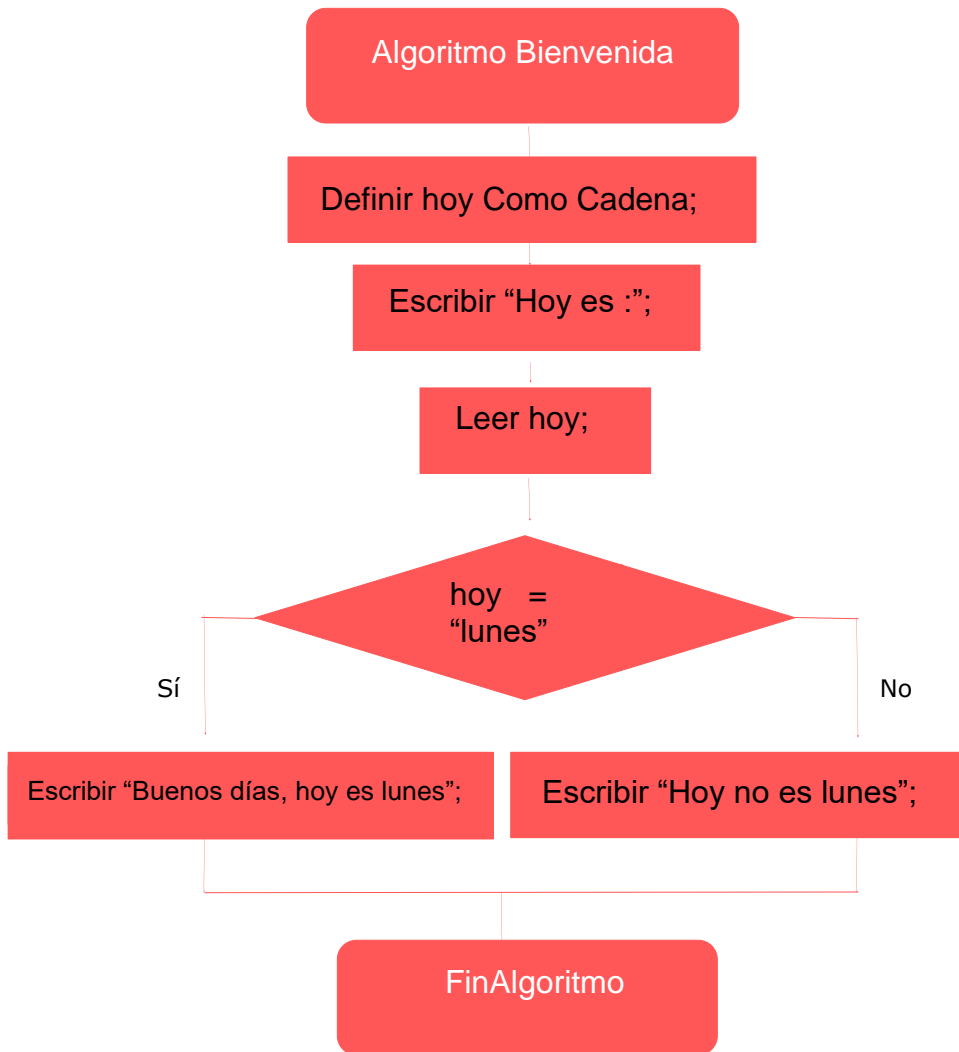 Algoritmo Bienvenida
Definir hoy Como Cadena;
Escribir “Hoy es :”;
Leer hoy;
hoy =
“lunes”
Sí
No
Escribir “Buenos días, hoy es lunes”;
Escribir “Hoy no es lunes”;
FinAlgoritmo